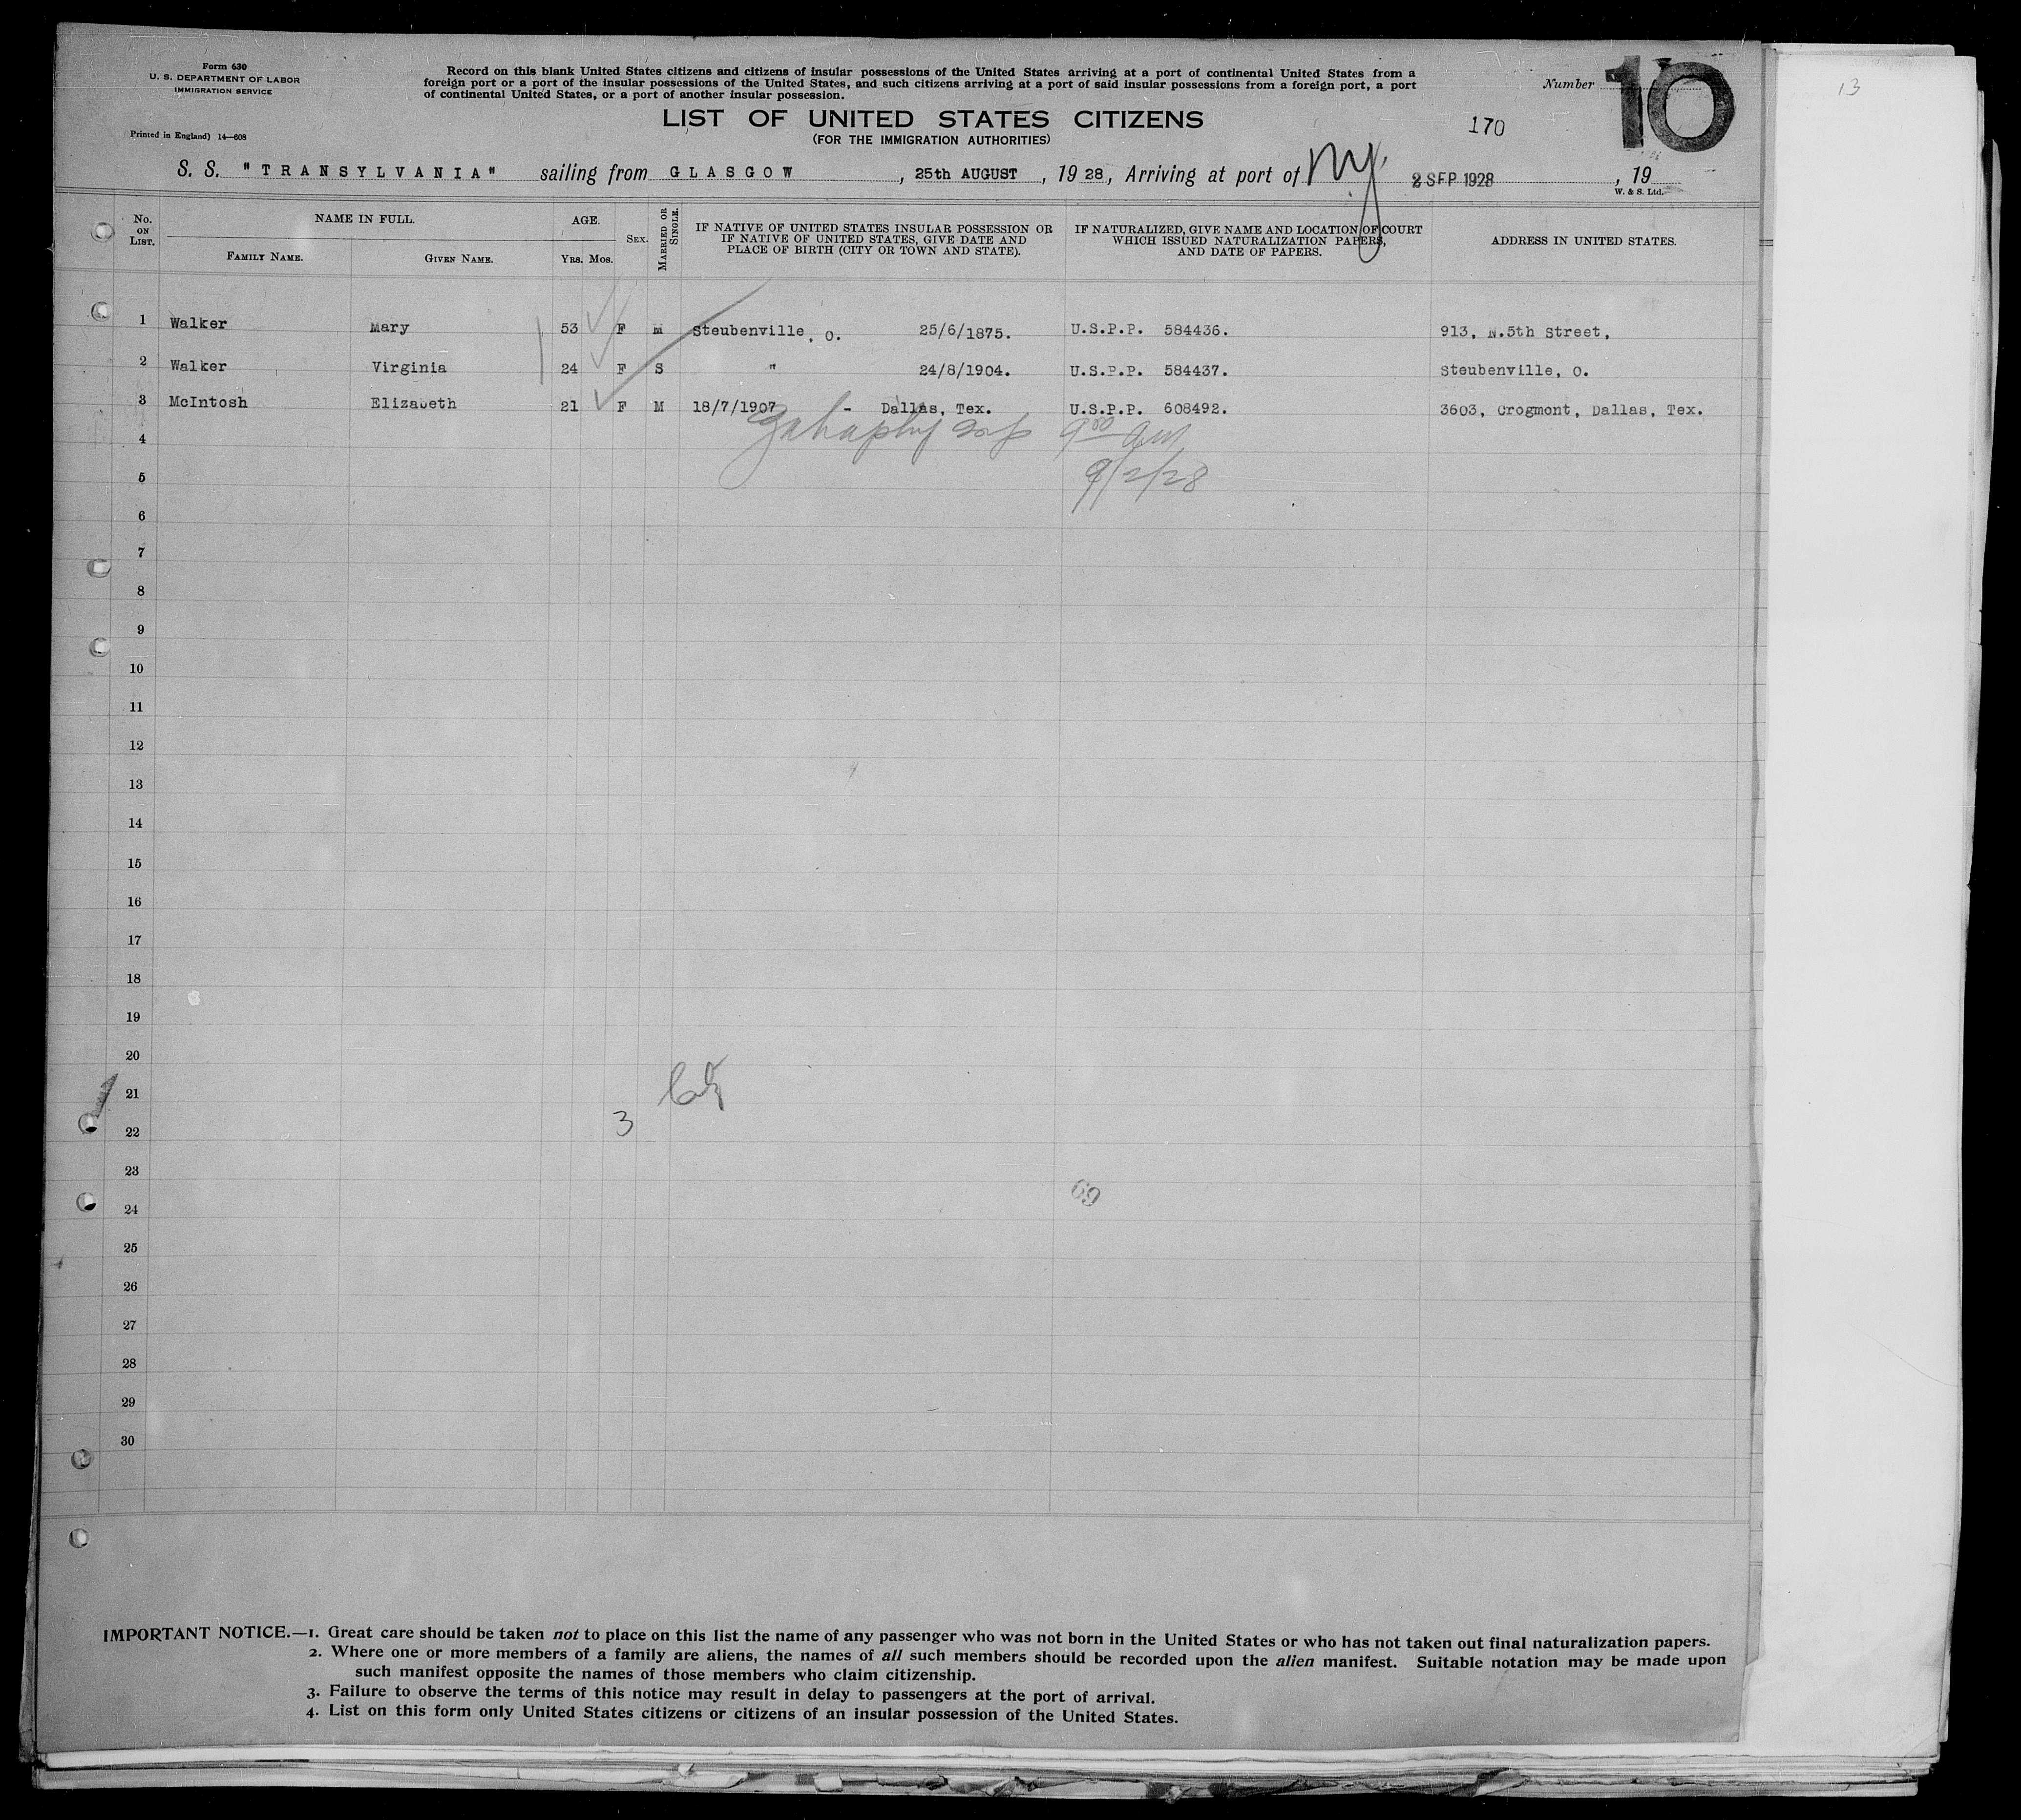 Form 630
U. S. DEPARTMENT OF LABOR
IMMIGRATION SERVICE
Printed in England) 14—608
Record on this blank United States citizens and citizens of insular possessions of the United States arriving at a port of continental United States from a
foreign port or a port of the insular possessions of the United States, and such citizens arriving at a port of said insular possessions from a foreign port, a port
of continental United States, or a port of another insular possession.
Number 10
LIST OF UNITED STATES CITIZENS
(FOR THE IMMIGRATION AUTHORITIES)
170
13
S. S. "TRANSYLVANIA" sailing from GLASGOW, 25th AUGUST, 1928, Arriving at port of NY. 2 SEP 1928, 19
W. & S. Ltd.
No. ON LIST. NAME IN FULL. FAMILY NAME. GIVEN NAME. AGE. YRS. MOS. SEX. MARRIED OR SINGLE. IF NATIVE OF UNITED STATES INSULAR POSSESSION OR IF NATIVE OF UNITED STATES, GIVE DATE AND PLACE OF BIRTH (CITY OR TOWN AND STATE). IF NATURALIZED, GIVE NAME AND LOCATION OF COURT WHICH ISSUED NATURALIZATION PAPERS, AND DATE OF PAPERS. ADDRESS IN UNITED STATES.
1 Walker Mary 53 F M Steubenville, O. 25/6/1875. U.S.P.P. 584436. 913, N.5th Street,
2 Walker Virginia 24 F S " 24/8/1904. U.S.P.P. 584437. Steubenville, O.
3 McIntosh Elizabeth 21 F M 18/7/1907 - Dallas, Tex. U.S.P.P. 608492. 3603, Crogmont, Dallas, Tex.
4 9 00 am
5 9/2/28
6
7
8
9
10
11
12
13
14
15
16
17
18
19
20
21
22 3
23
24 69
25
26
27
28
29
30
IMPORTANT NOTICE.—1. Great care should be taken not to place on this list the name of any passenger who was not born in the United States or who has not taken out final naturalization papers.
2. Where one or more members of a family are aliens, the names of all such members should be recorded upon the alien manifest. Suitable notation may be made upon
such manifest opposite the names of those members who claim citizenship.
3. Failure to observe the terms of this notice may result in delay to passengers at the port of arrival.
4. List on this form only United States citizens or citizens of an insular possession of the United States.